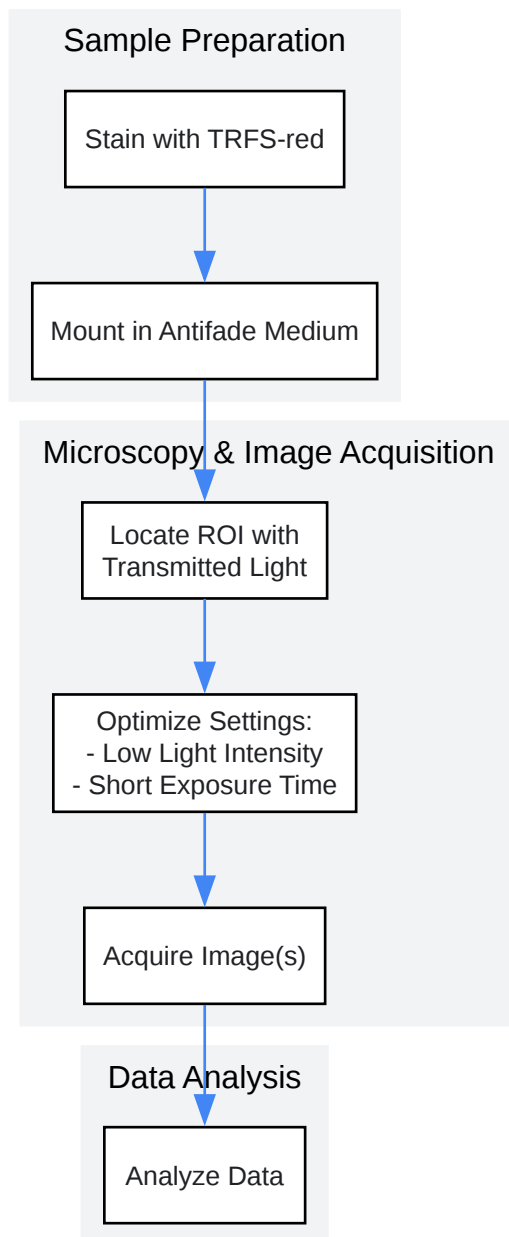 Sample Preparation
Stain with TRFS-red
Mount in Antifade Medium
Microscopy & Image Acquisition
Locate ROI with
Transmitted Light
Optimize Settings:
- Low Light Intensity
- Short Exposure Time
Acquire Image(s)
Data Analysis
Analyze Data